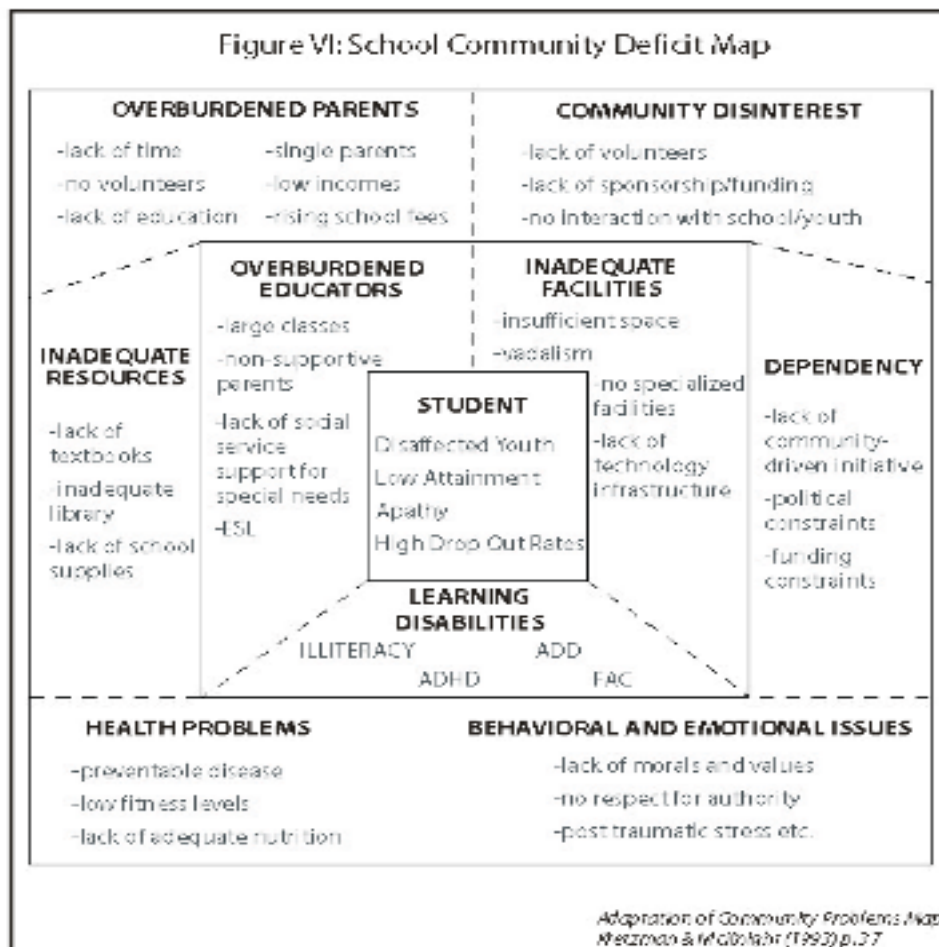 Figure VI: School Community Deficit Map
OVERBURDENED PARENTS
-lack of time
-no volunteers
-lack of education
-single parents
-low incomes
-rising school fees
COMMUNITY DISINTEREST
-lack of volunteers
-lack of sponsorship/funding
-no interaction with school/youth
INADEQUATE
RESOURCES
-lack of
textbooks
-inadequate
library
-lack of school
supplies
OVERBURDENED
EDUCATORS
-large classes
-non-supportive
parents
-lack of social
service
support for
special needs
-ESL
INADEQUATE
FACILITIES
-insufficient space
-vadalism
-no specialized
facilities
-lack of
technology
infrastructure
DEPENDENCY
-lack of
community-
driven initiative
-political
constraints
-funding
constraints
STUDENT
Disaffected Youth
Low Attainment
Apathy
High Drop Out Rates
LEARNING
DISABILITIES
ILLITERACY ADD
ADHD FAC
HEALTH PROBLEMS
-preventable disease
-low fitness levels
-lack of adequate nutrition
BEHAVIORAL AND EMOTIONAL ISSUES
-lack of morals and values
-no respect for authority
-post traumatic stress etc.
Adaptation of Community Problems Map
(1993) p.37